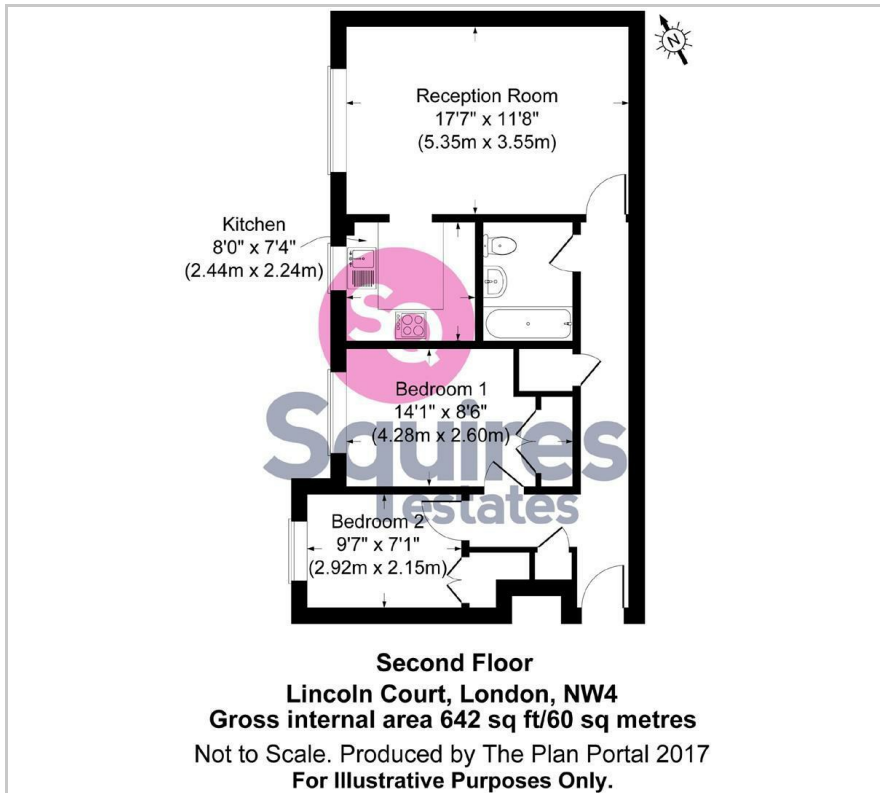 N
Reception Room
17'7" x 11'8"
(5.35m x 3.55m)
Kitchen
8'0" x 7'4"
(2.44m x 2.24m)
SQ
Bedroom 1
14'1" x 8'6"
(4.28m x 2.60m)
Squires
estates
Bedroom 2
9'7" x 7'1"
(2.92m x 2.15m)
Second Floor
Lincoln Court, London, NW4
Gross internal area 642 sq ft/60 sq metres
Not to Scale. Produced by The Plan Portal 2017
For Illustrative Purposes Only.